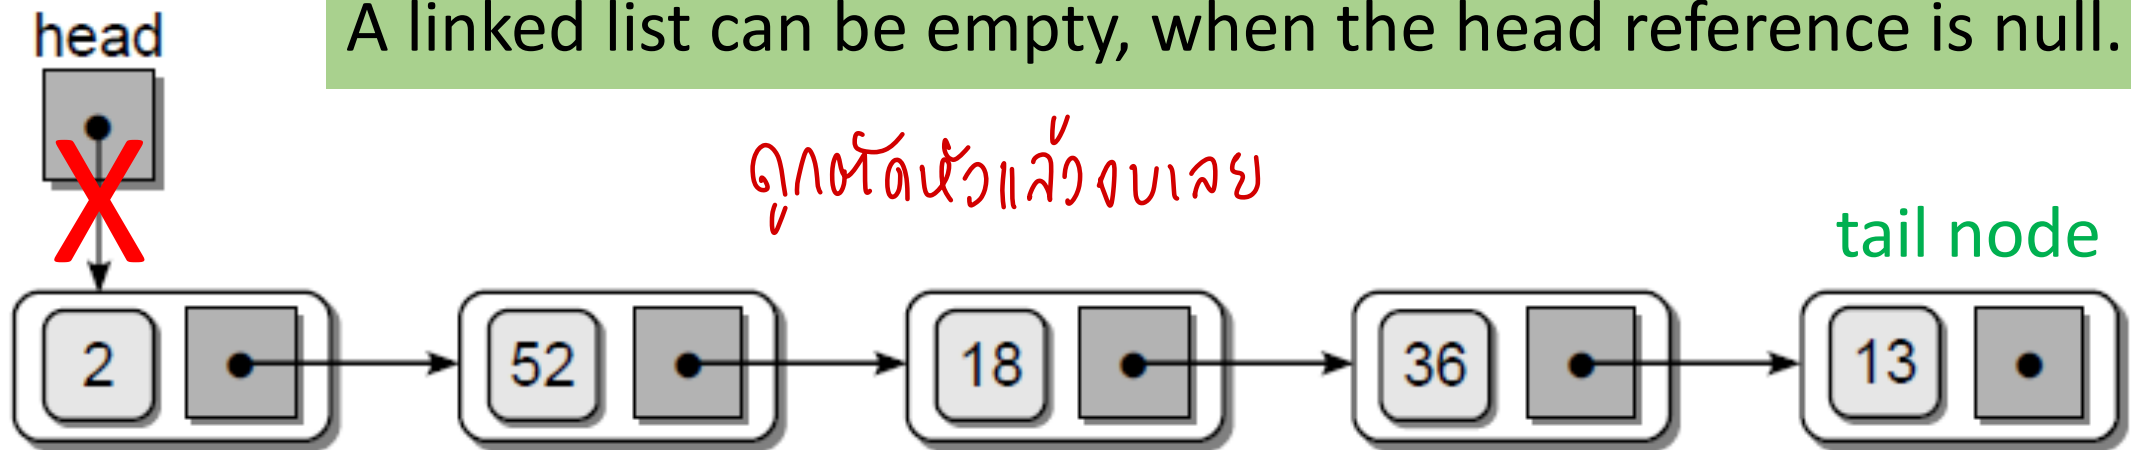 head
A linked list can be empty, when the head reference is null.
ถูกตัดหัวแล้วจบเลย
tail node
2 52 18 36 13